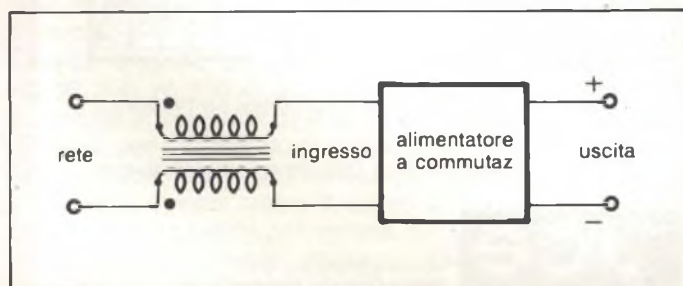 rete
ingresso
alimentatore
a commutaz
+
uscita
−